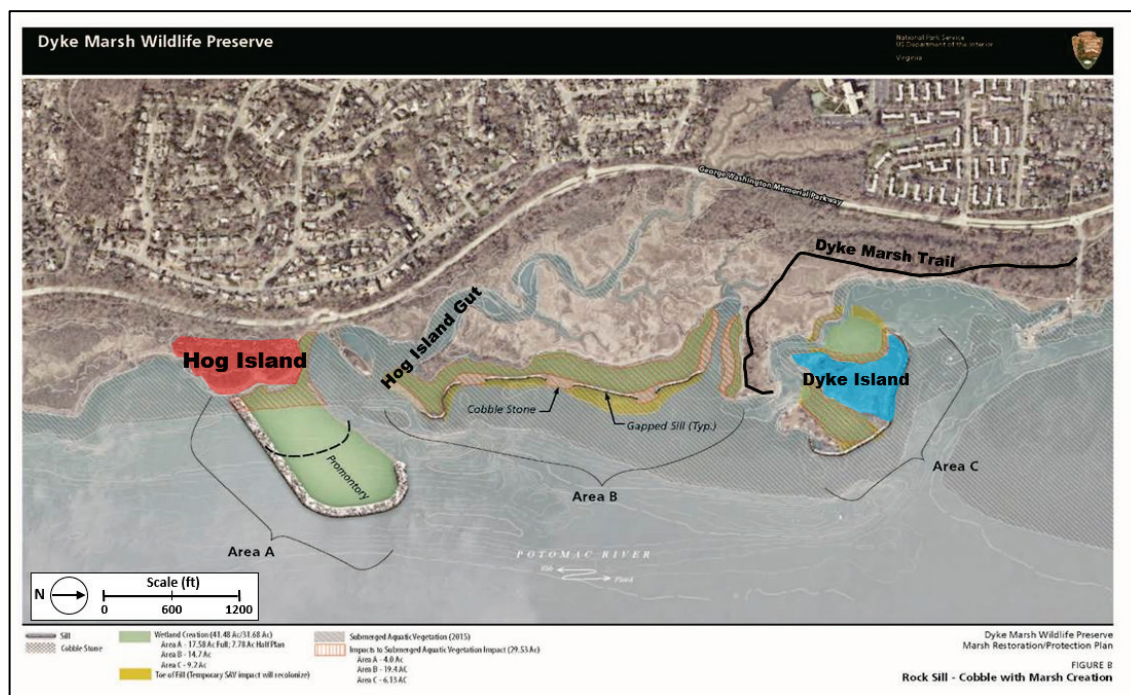 Dyke Marsh Wildlife Preserve
National Park Service
US Department of the Interior
Virginia
George Washington Memorial Parkway
Dyke Marsh Trail
Hog Island Gut
Hog Island
Dyke Island
Cobble Stone
Gapped Sill (Typ.)
Promontory
Area C
Area B
Area A
POTOMAC RIVER
Ebb
Flood
Scale (ft)
N
0 600 1200
Sill
Cobble Stone
Wetland Creation (41.48 Ac/31.68 Ac)
Area A - 17.58 Ac Full; 7.78 Ac Half Plan
Area B - 14.7 Ac
Area C - 9.2 Ac
Toe of Fill (Temporary SAV impact will recolonize)
Submerged Aquatic Vegetation (2015)
Impacts to Submerged Aquatic Vegetation Impact (29.53 Ac)
Area A - 4.0 Ac
Area B - 19.4 AC
Area C - 6.13 AC
Dyke Marsh Wildlife Preserve
Marsh Restoration/Protection Plan
FIGURE B
Rock Sill - Cobble with Marsh Creation